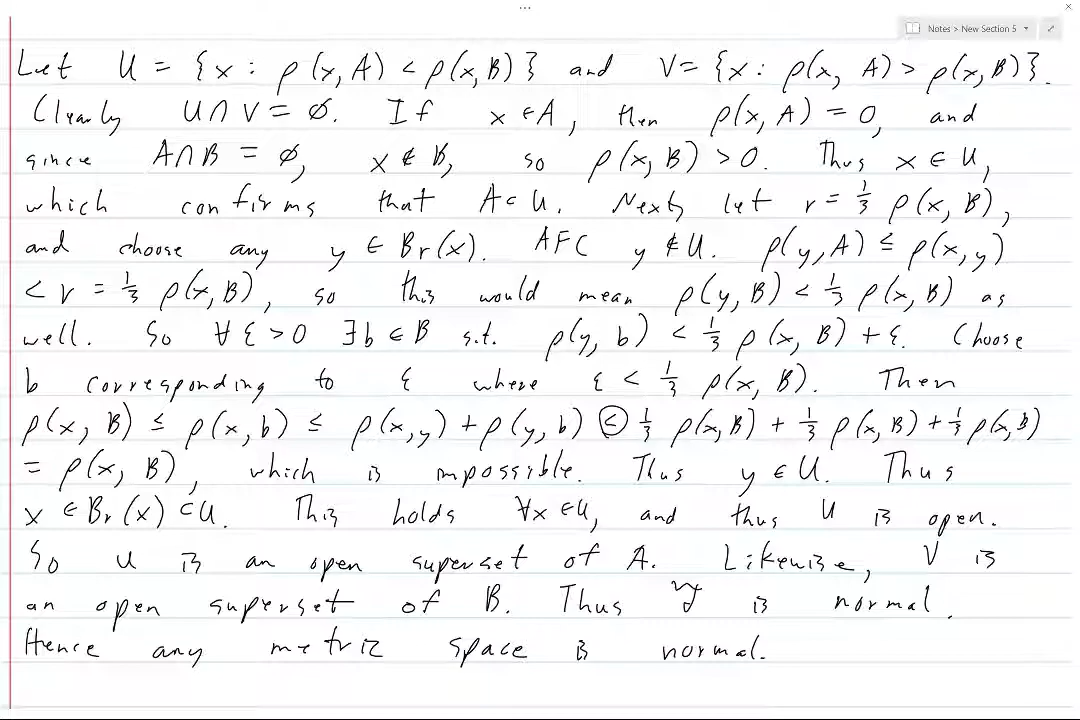 ...
Notes > New Section 5
Let U = {x : ρ(x, A) < ρ(x, B)} and V = {x : ρ(x, A) > ρ(x, B)}.
Clearly U ∩ V = ∅. If x ∈ A, then ρ(x, A) = 0, and
since A ∩ B = ∅, x ∉ B, so ρ(x, B) > 0. Thus x ∈ U,
which confirms that A ⊂ U. Next, let r = 1/3 ρ(x, B),
and choose any y ∈ Br(x). AFC y ∉ U. ρ(y, A) ≤ ρ(x, y)
< r = 1/3 ρ(x, B), so this would mean ρ(y, B) < 1/3 ρ(x, B) as
well. So ∀ ε > 0 ∃ b ∈ B s.t. ρ(y, b) < 1/3 ρ(x, B) + ε. Choose
b corresponding to ε where ε < 1/3 ρ(x, B). Then
ρ(x, B) ≤ ρ(x, b) ≤ ρ(x, y) + ρ(y, b) < 1/3 ρ(x, B) + 1/3 ρ(x, B) + 1/3 ρ(x, B)
= ρ(x, B), which is impossible. Thus y ∈ U. Thus
x ∈ Br(x) ⊂ U. This holds ∀x ∈ U, and thus U is open.
So U is an open superset of A. Likewise, V is
an open superset of B. Thus is normal.
Hence any metric space is normal.